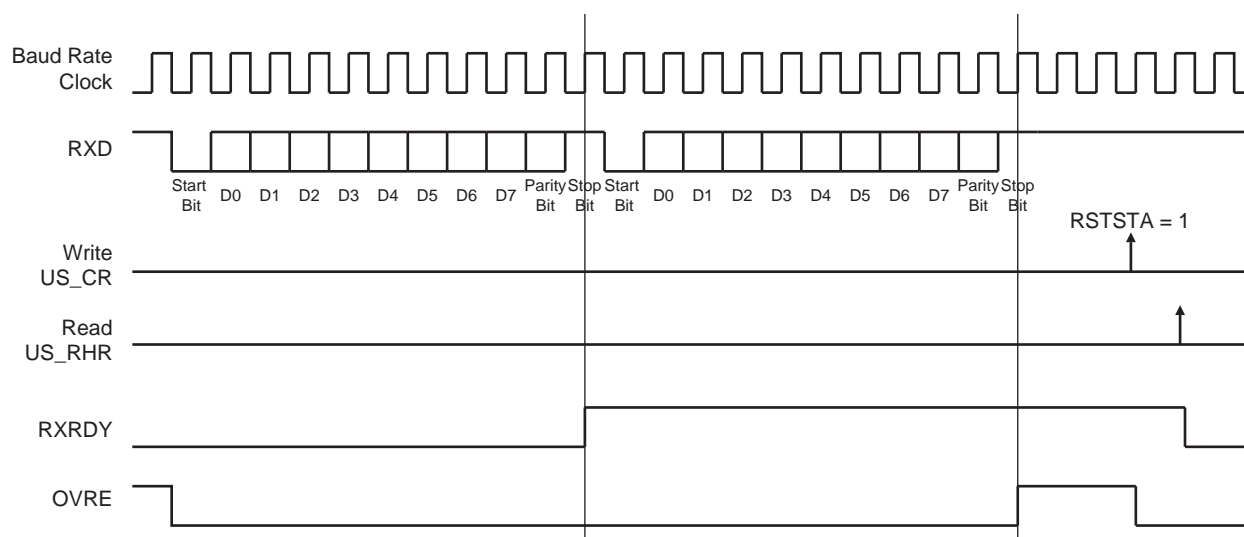 Baud Rate
Clock
RXD
Start
Bit
D0 D1 D2 D3 D4 D5 D6 D7
Parity
Bit
Stop
Bit
Start
Bit
D0 D1 D2 D3 D4 D5 D6 D7
Parity
Bit
Stop
Bit
RSTSTA = 1
Write
US_CR
Read
US_RHR
RXRDY
OVRE